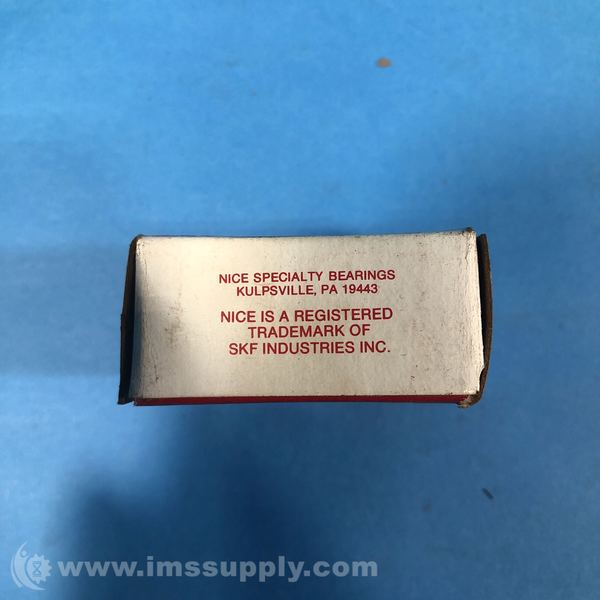 NICE SPECIALTY BEARINGS
KULPSVILLE, PA 19443
NICE IS A REGISTERED
TRADEMARK OF
SKF INDUSTRIES INC.
www.imssupply.com